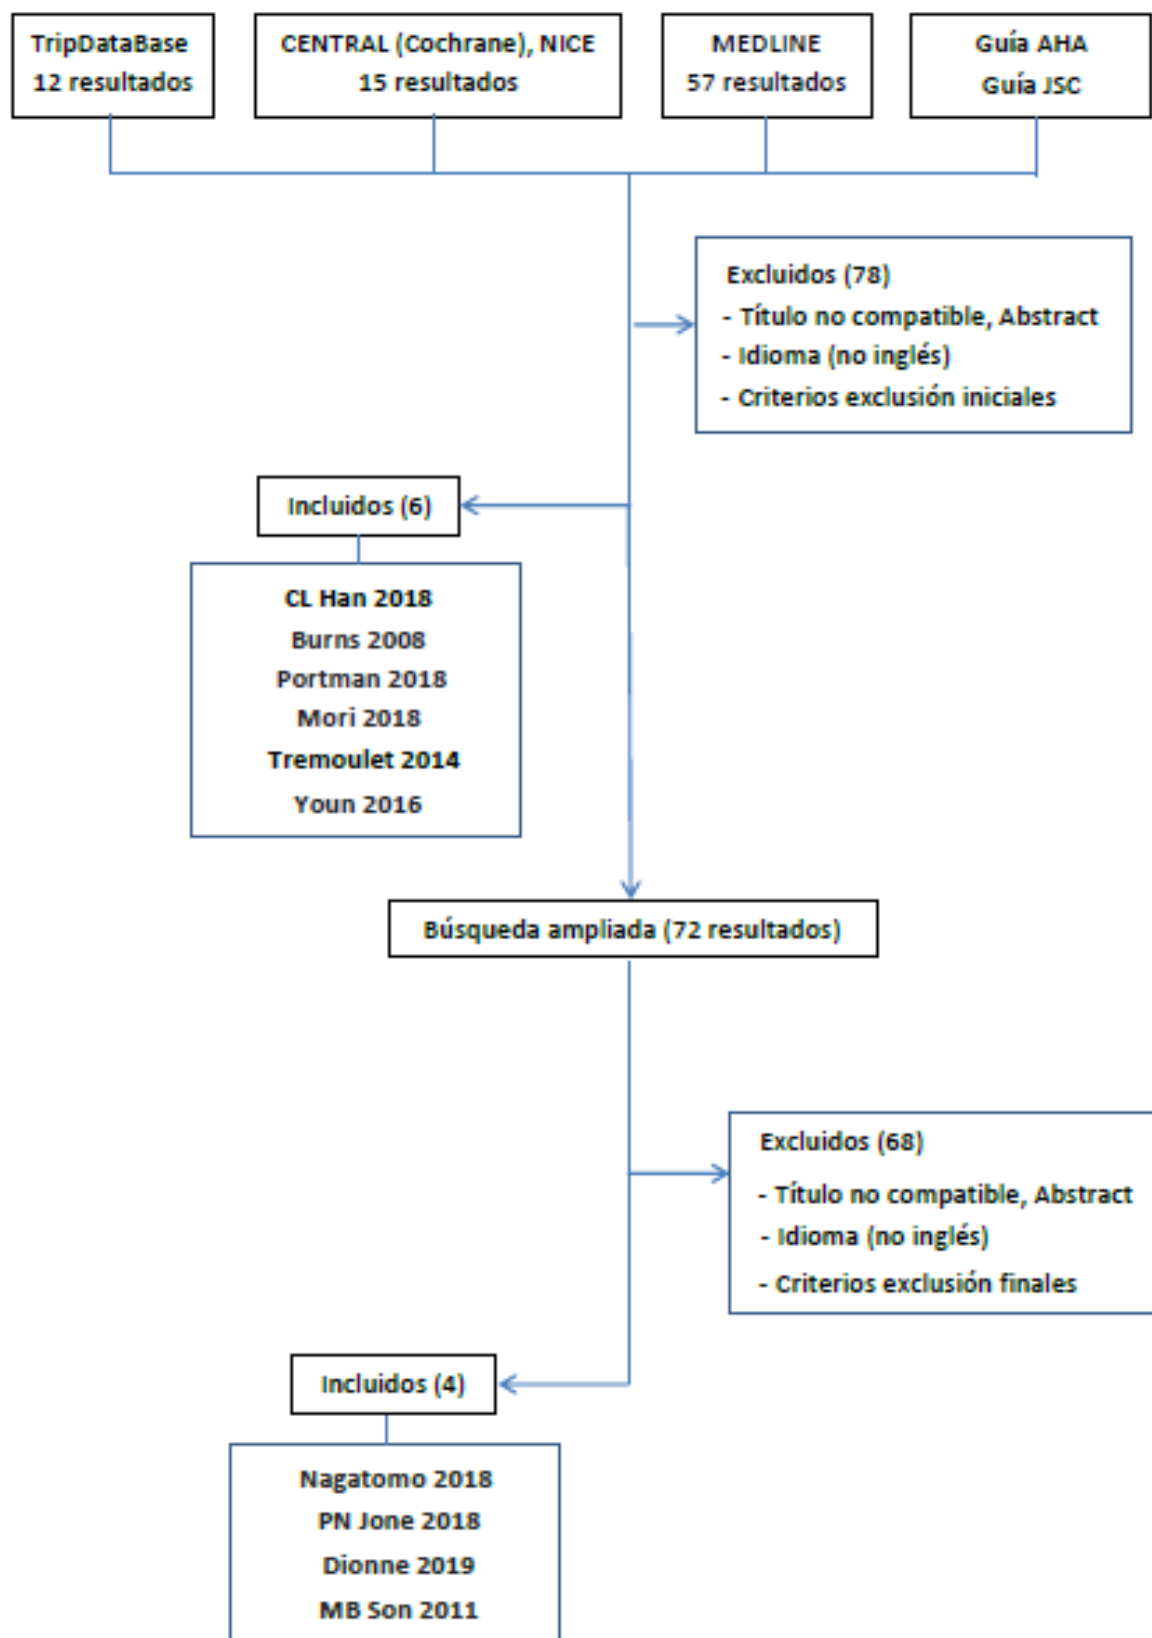 TripDataBase
12 resultados
CENTRAL (Cochrane), NICE
15 resultados
MEDLINE
57 resultados
Guía AHA
Guía JSC
Excluidos (78)
- Título no compatible, Abstract
- Idioma (no inglés)
- Criterios exclusión iniciales
Incluidos (6)
CL Han 2018
Burns 2008
Portman 2018
Mori 2018
Tremoulet 2014
Youn 2016
Búsqueda ampliada (72 resultados)
Excluidos (68)
- Título no compatible, Abstract
- Idioma (no inglés)
- Criterios exclusión finales
Incluidos (4)
Nagatomo 2018
PN Jone 2018
Dionne 2019
MB Son 2011